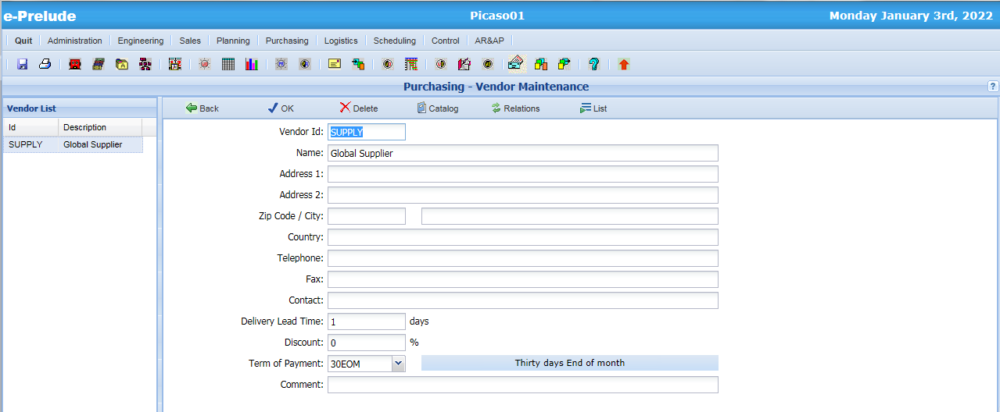 e-Prelude Picaso01 Monday January 3rd, 2022
Quit Administration Engineering Sales Planning Purchasing Logistics Scheduling Control AR&AP
Purchasing - Vendor Maintenance ?
Vendor List Back OK Delete Catalog Relations List
Id Description
SUPPLY Global Supplier
Vendor Id: SUPPLY
Name: Global Supplier
Address 1:
Address 2:
Zip Code / City:
Country:
Telephone:
Fax:
Contact:
Delivery Lead Time: 1 days
Discount: 0 %
Term of Payment: 30EOM Thirty days End of month
Comment: